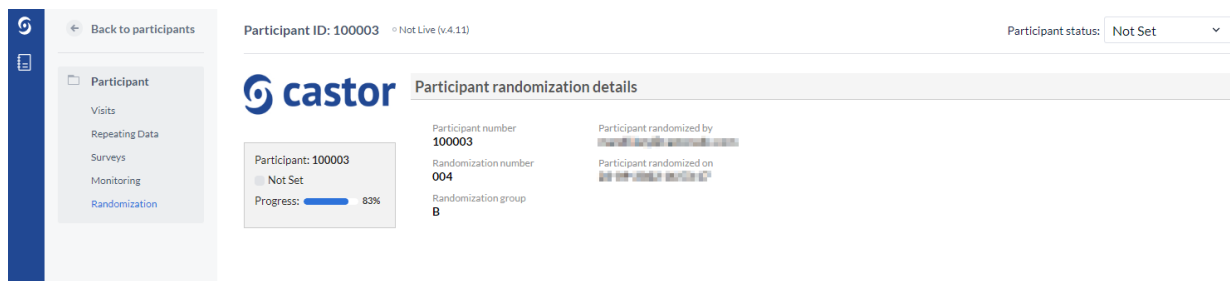 Back to participants
Participant
Visits
Repeating Data
Surveys
Monitoring
Randomization
Participant ID: 100003 Not Live (v.4.11)
Participant status: Not Set
castor
Participant: 100003
Not Set
Progress: 83%
Participant randomization details
Participant number
100003
Participant randomized by
Randomization number
004
Participant randomized on
Randomization group
B